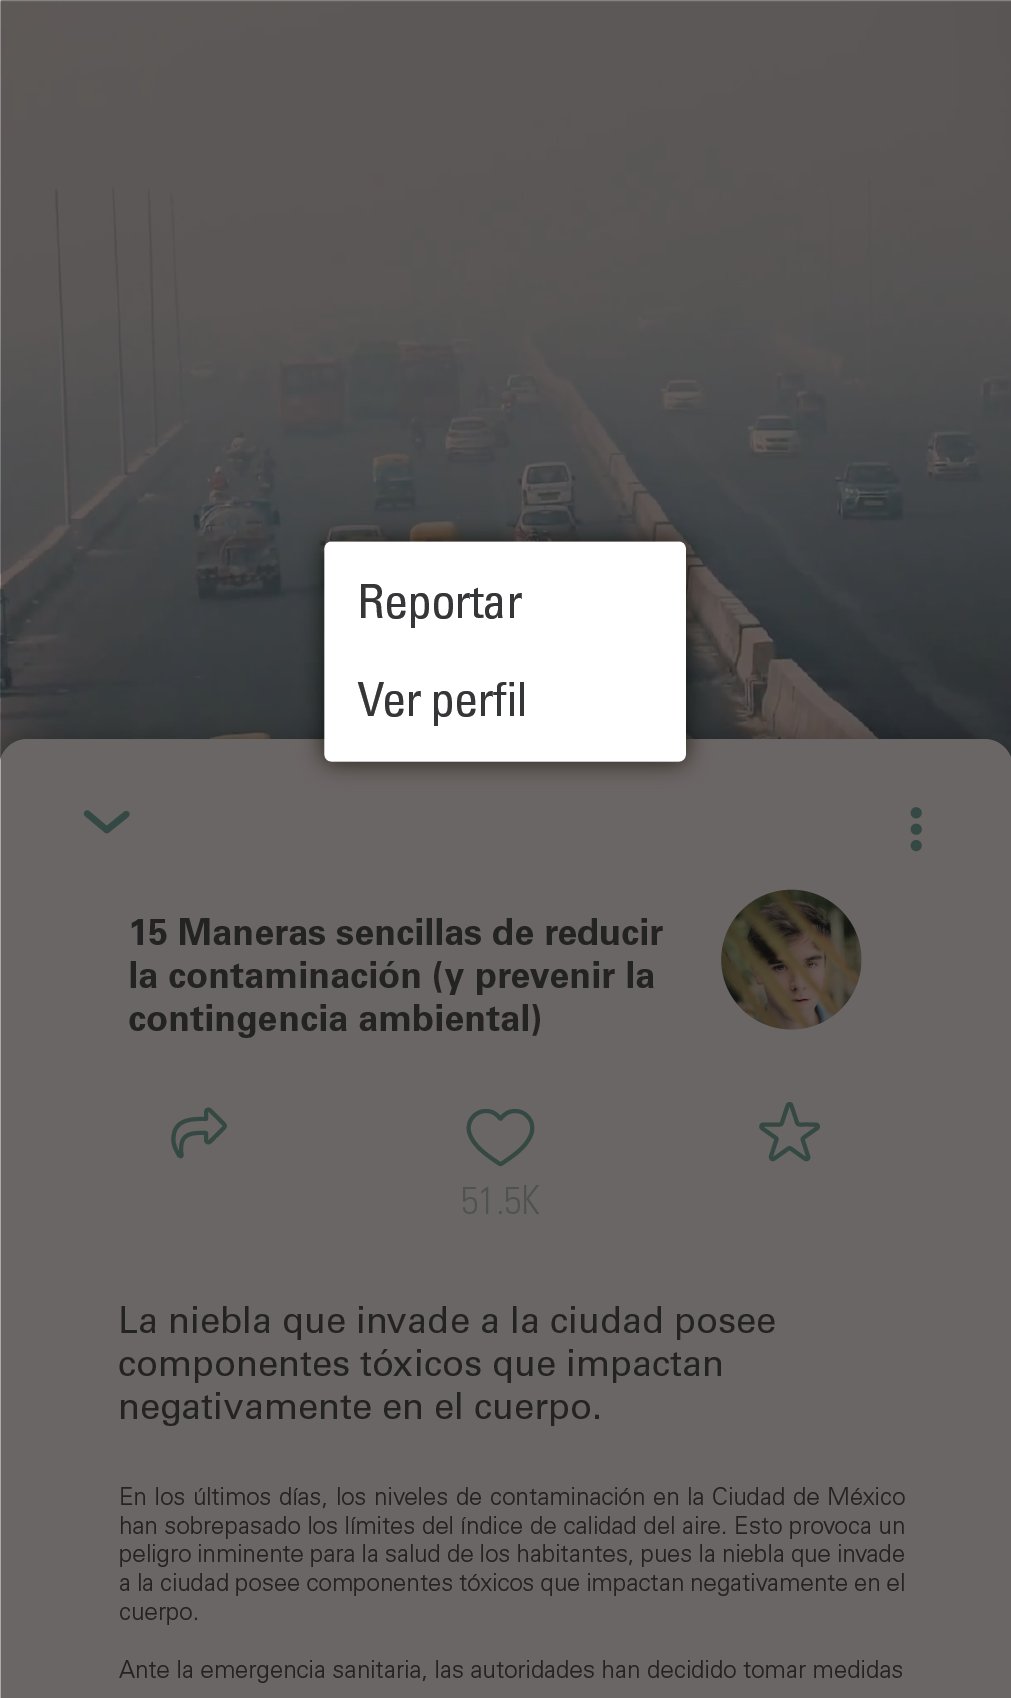 Reportar
Ver perfil
15 Maneras sencillas de reducir
la contaminación (y prevenir la
contingencia ambiental)
51.5K
La niebla que invade a la ciudad posee
componentes tóxicos que impactan
negativamente en el cuerpo.
En los últimos días, los niveles de contaminación en la Ciudad de México
han sobrepasado los límites del índice de calidad del aire. Esto provoca un
peligro inminente para la salud de los habitantes, pues la niebla que invade
a la ciudad posee componentes tóxicos que impactan negativamente en el
cuerpo.
Ante la emergencia sanitaria, las autoridades han decidido tomar medidas